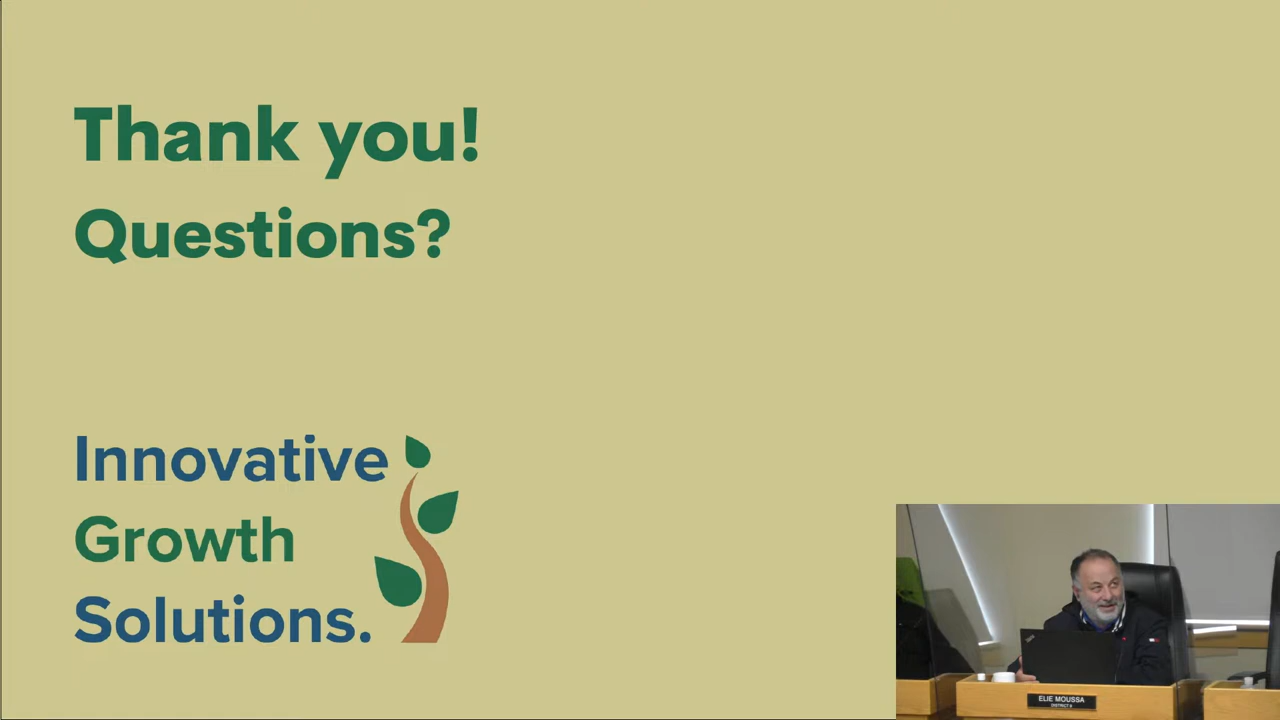 Thank you!
Questions?
Innovative
Growth
Solutions.
ELIE MOUSSA